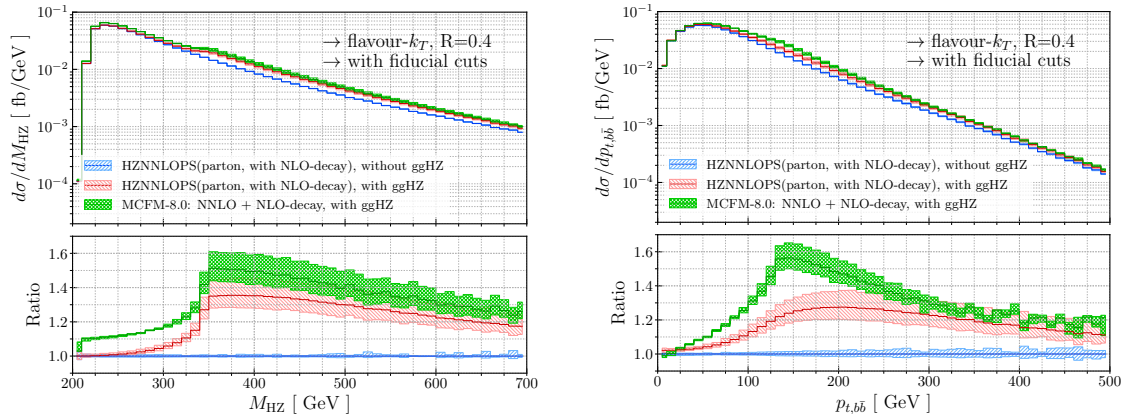 dσ/dM_HZ [ fb/GeV ]
10^−1
10^−2
10^−3
10^−4
→ flavour-k_T, R=0.4
→ with fiducial cuts
HZNNLOPS(parton, with NLO-decay), without ggHZ
HZNNLOPS(parton, with NLO-decay), with ggHZ
MCFM-8.0: NNLO + NLO-decay, with ggHZ
Ratio
1.6
1.4
1.2
1.0
200 300 400 500 600 700
M_HZ [ GeV ]
dσ/dp_{t,bb̄} [ fb/GeV ]
10^−1
10^−2
10^−3
10^−4
→ flavour-k_T, R=0.4
→ with fiducial cuts
HZNNLOPS(parton, with NLO-decay), without ggHZ
HZNNLOPS(parton, with NLO-decay), with ggHZ
MCFM-8.0: NNLO + NLO-decay, with ggHZ
Ratio
1.6
1.4
1.2
1.0
0 100 200 300 400 500
p_{t,bb̄} [ GeV ]